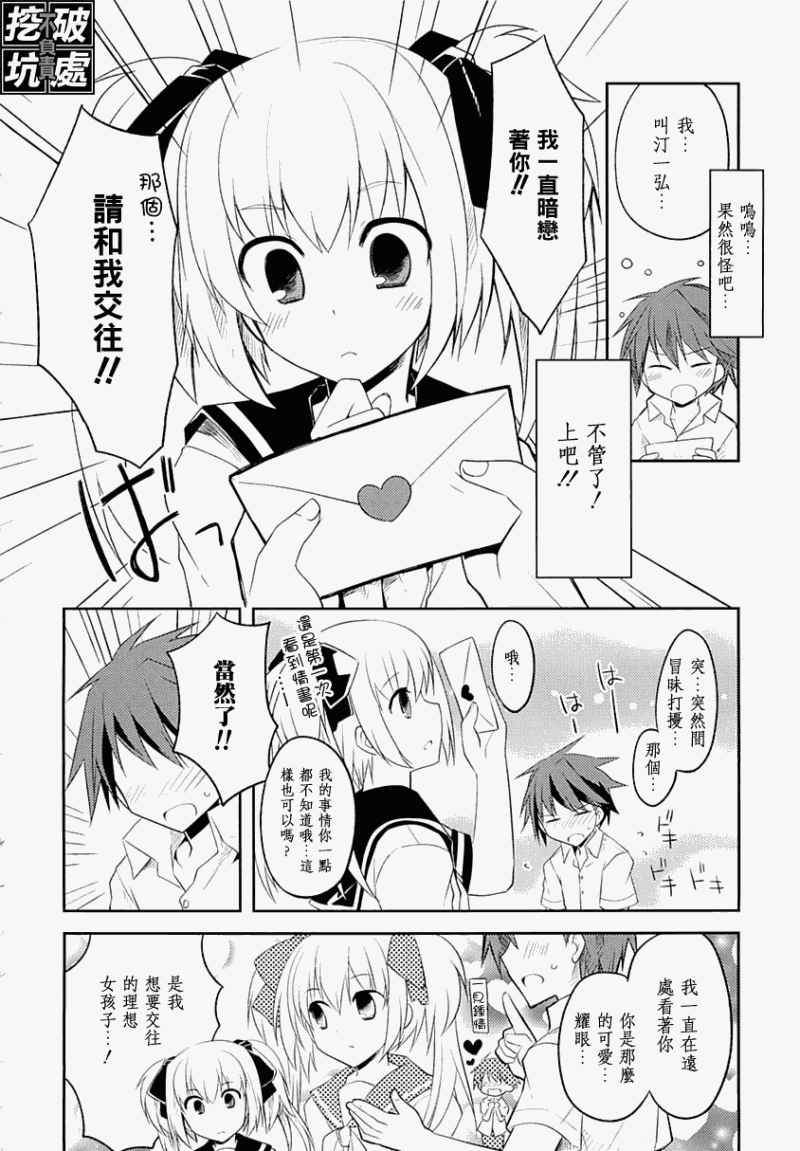 挖坑
不負責
破處
我…
叫汀一弘…
嗚嗚…
果然很怪吧…
不管了！
上吧!!
我一直暗戀
著你!!
那個…
請和我交往!!
ばっ
突…突然間
冒昧打擾…
那個…
はー
はー
ドキ
ドキ
哦…
還是第一次
看到情書呢……
我的事情你一點
都不知道哦…這
樣也可以嗎?
當然了!!
我一直在遠
處看著你
你是那麼
的可愛…
耀眼…
一見鍾情
是我
想要交往
的理想
女孩子…!